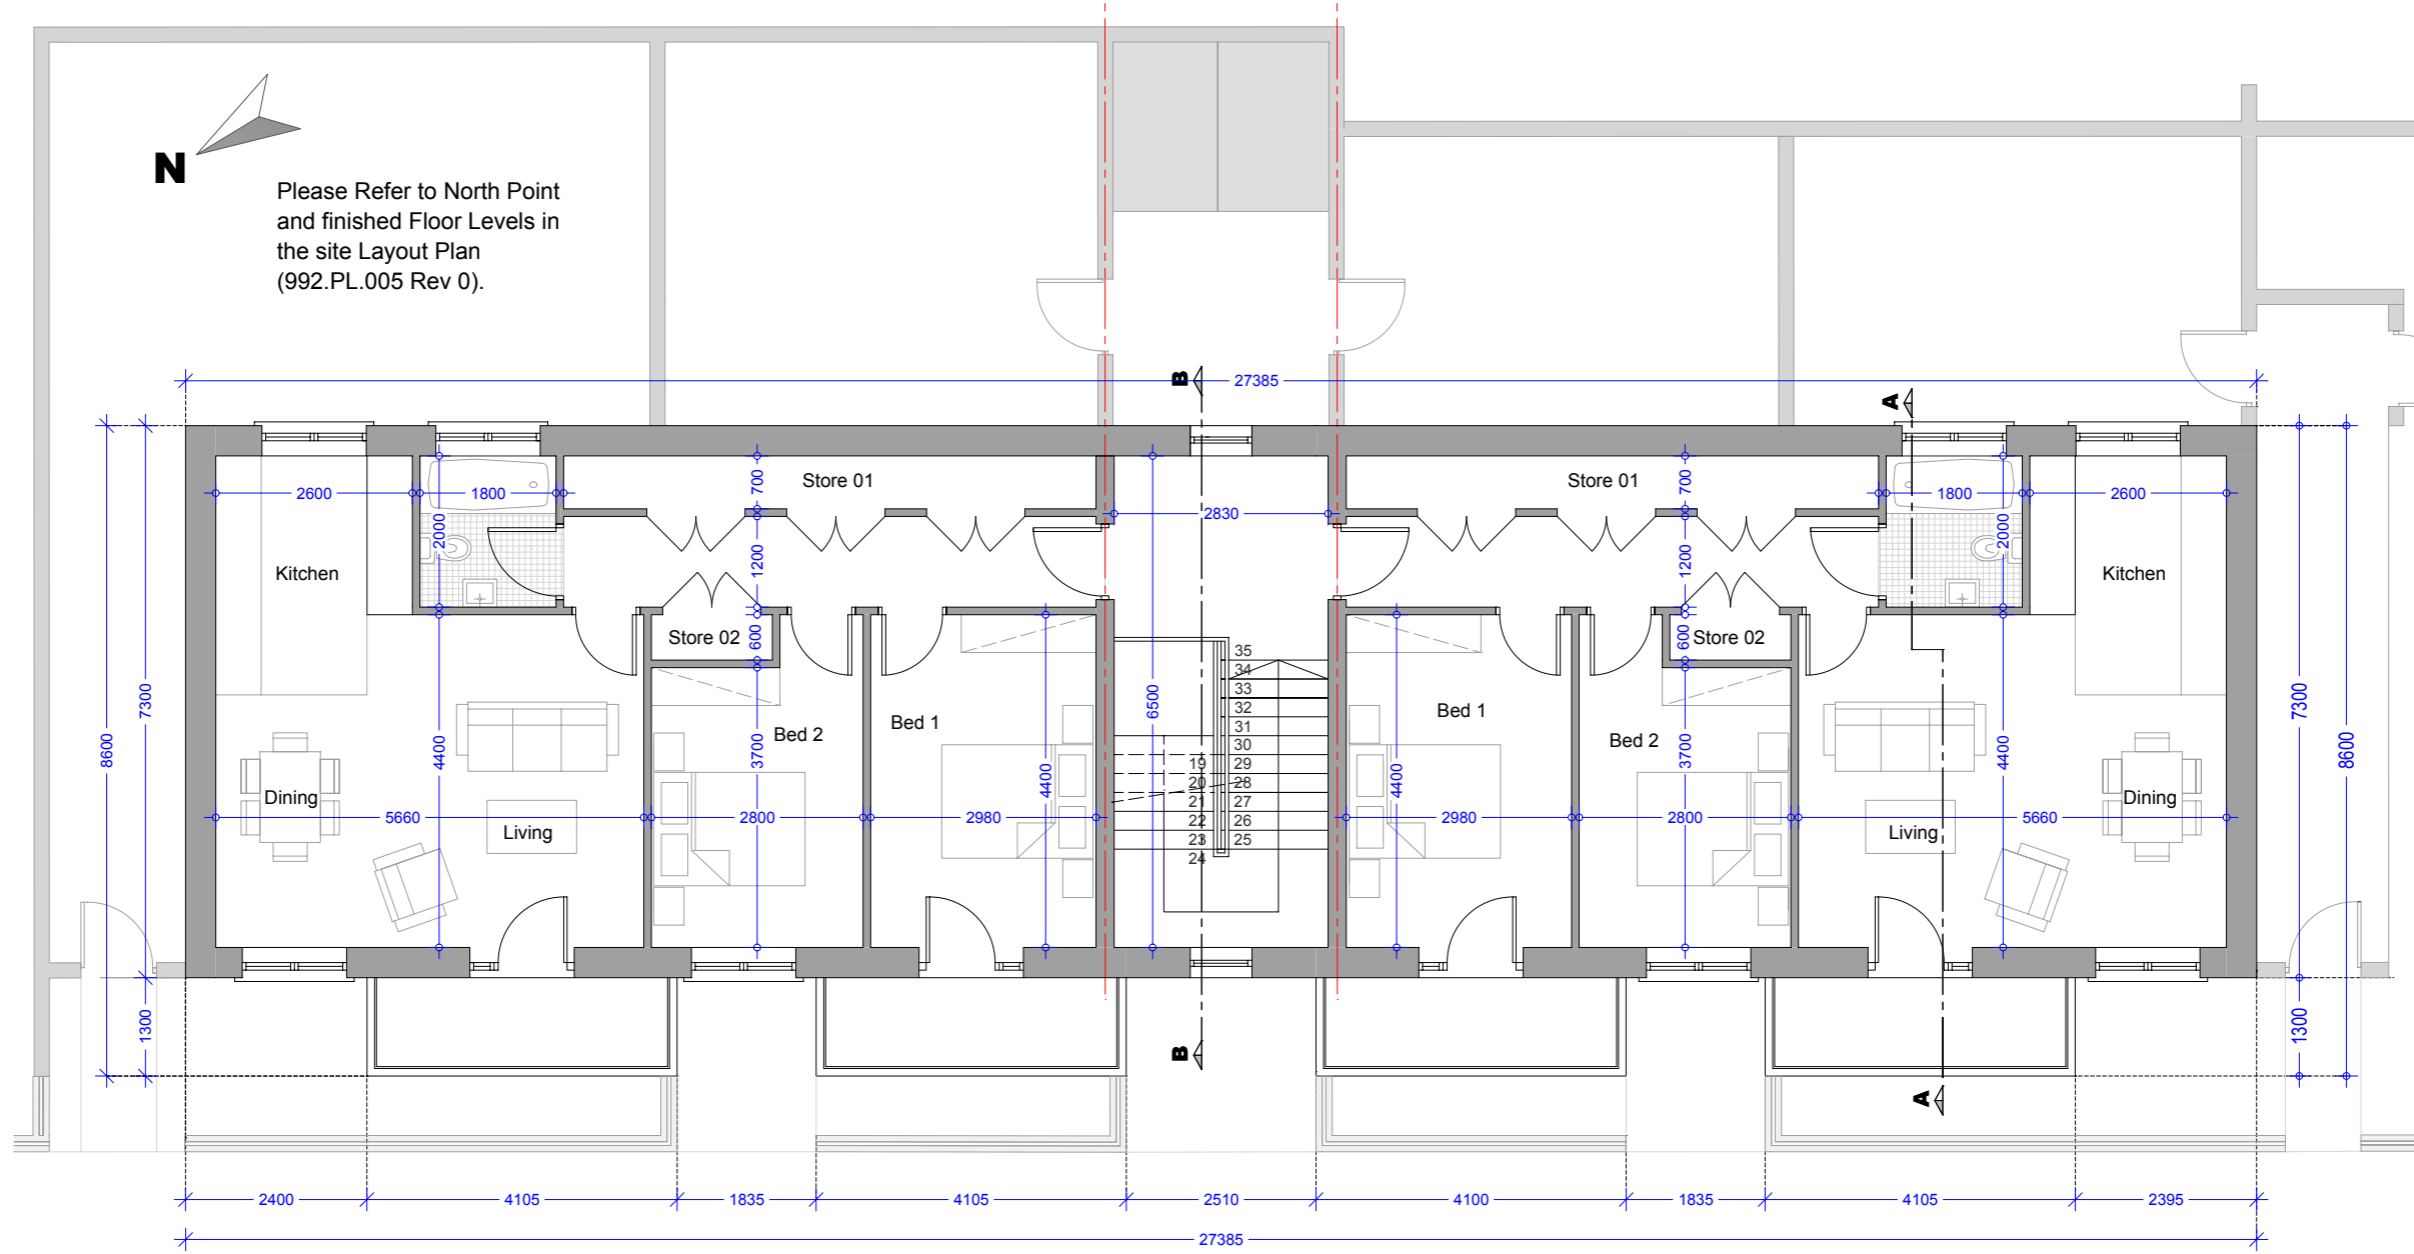 N
Please Refer to North Point
and finished Floor Levels in
the site Layout Plan
(992.PL.005 Rev 0).
B
27385
A
Store 01
Store 01
700
700
2600
1800
2830
1800
2600
2000
1200
1200
2000
Kitchen
Kitchen
Store 02
600
600
Store 02
35
34
33
32
31
30
29
28
27
26
25
19
20
21
22
23
24
8600
7300
6500
7300
8600
Bed 2
Bed 1
Bed 1
Bed 2
4400
3700
4400
4400
3700
4400
Dining
Living
Living
Dining
5660
2800
2980
2980
2800
5660
1300
1300
B
A
2400
4105
1835
4105
2510
4100
1835
4105
2395
27385